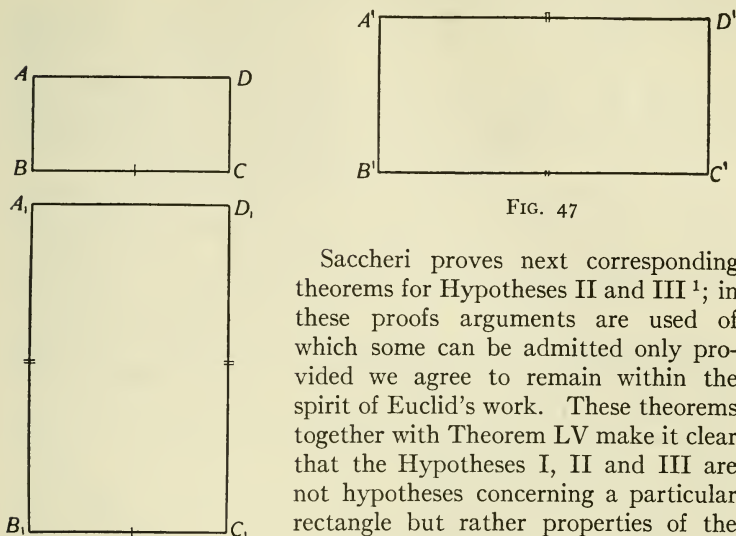 A D
B C
A' D'
B' C'
Fig. 47
A₁ D₁
B₁ C₁
Saccheri proves next corresponding
theorems for Hypotheses II and III ¹; in
these proofs arguments are used of
which some can be admitted only pro-
vided we agree to remain within the
spirit of Euclid's work. These theorems
together with Theorem LV make it clear
that the Hypotheses I, II and III are
not hypotheses concerning a particular
rectangle but rather properties of the